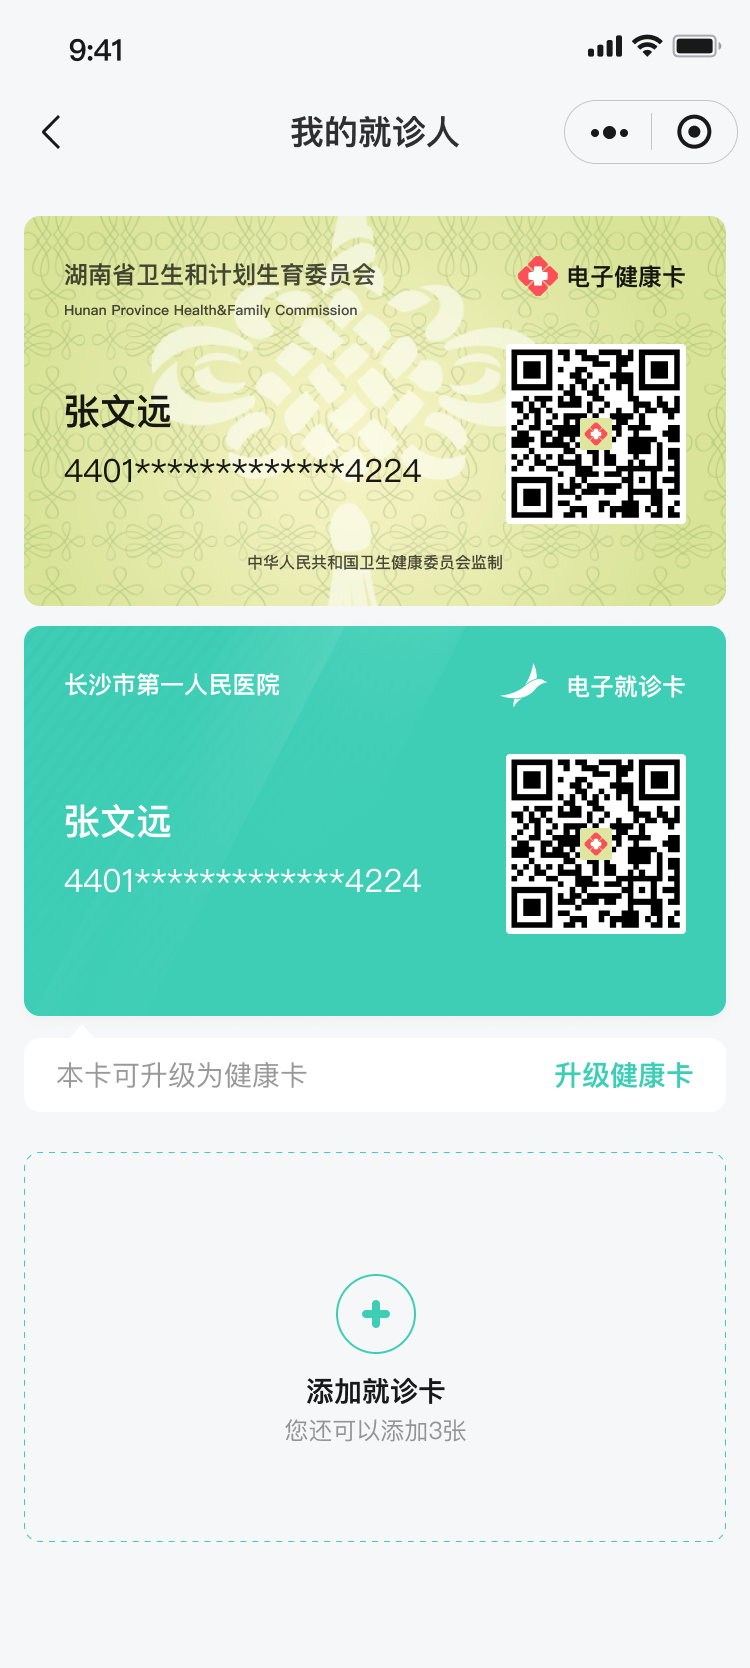 9:41
我的就诊人
湖南省卫生和计划生育委员会
Hunan Province Health&Family Commission
电子健康卡
张文远
4401*************4224
中华人民共和国卫生健康委员会监制
长沙市第一人民医院
电子就诊卡
张文远
4401*************4224
本卡可升级为健康卡
升级健康卡
添加就诊卡
您还可以添加3张